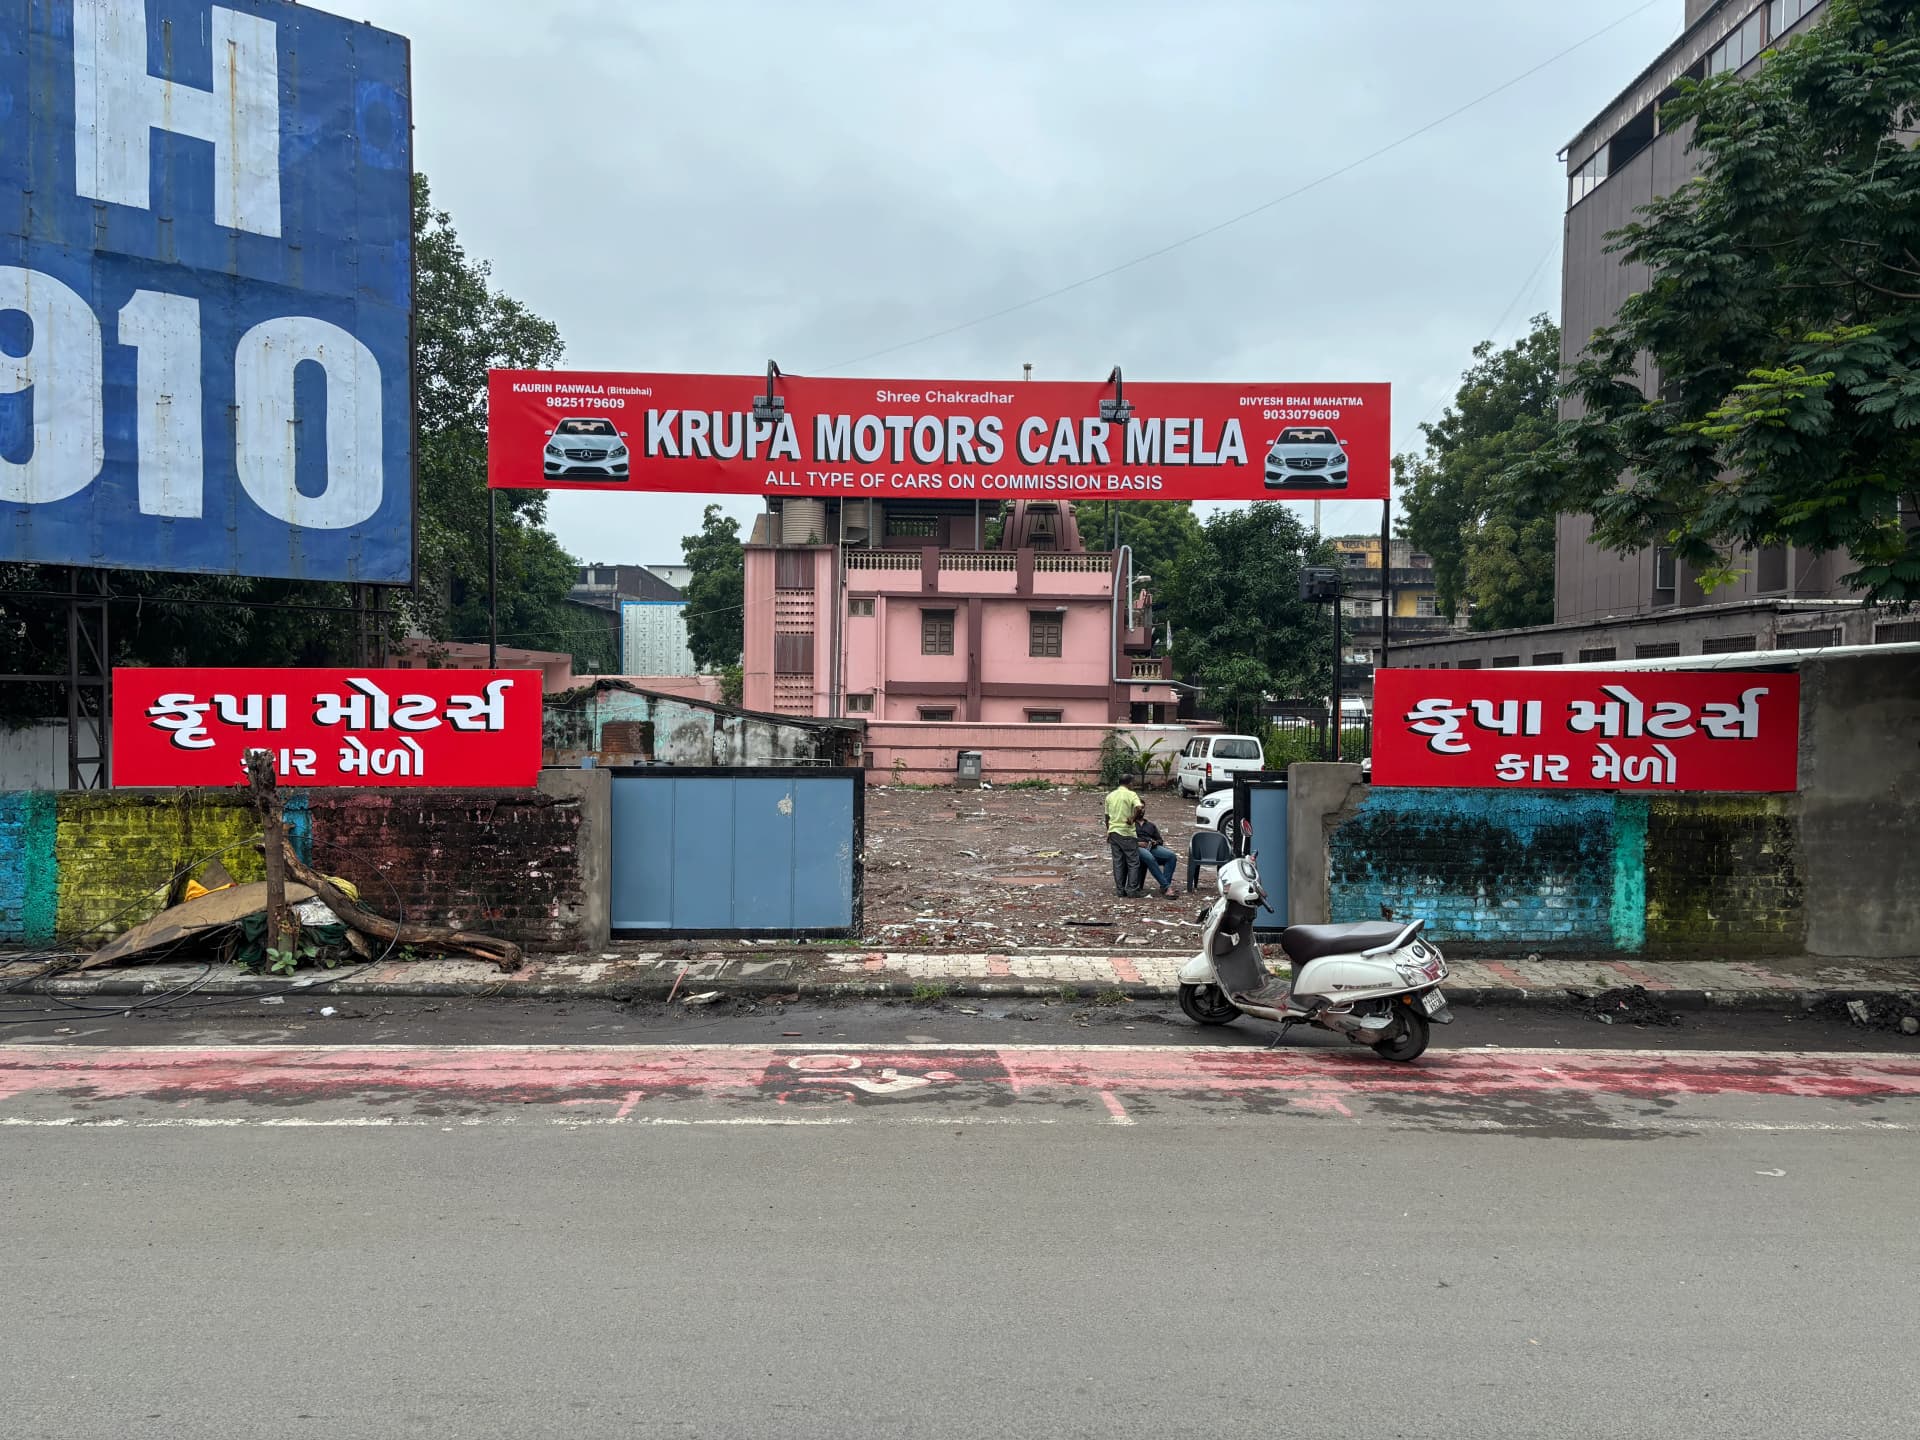 H
910
KAURIN PANWALA (Bittubhai)
9825179609
Shree Chakradhar
DIVYESH BHAI MAHATMA
9033079609
KRUPA MOTORS CAR MELA
ALL TYPE OF CARS ON COMMISSION BASIS
કૃપા મોટર્સ
કાર મેળો
કૃપા મોટર્સ
કાર મેળો